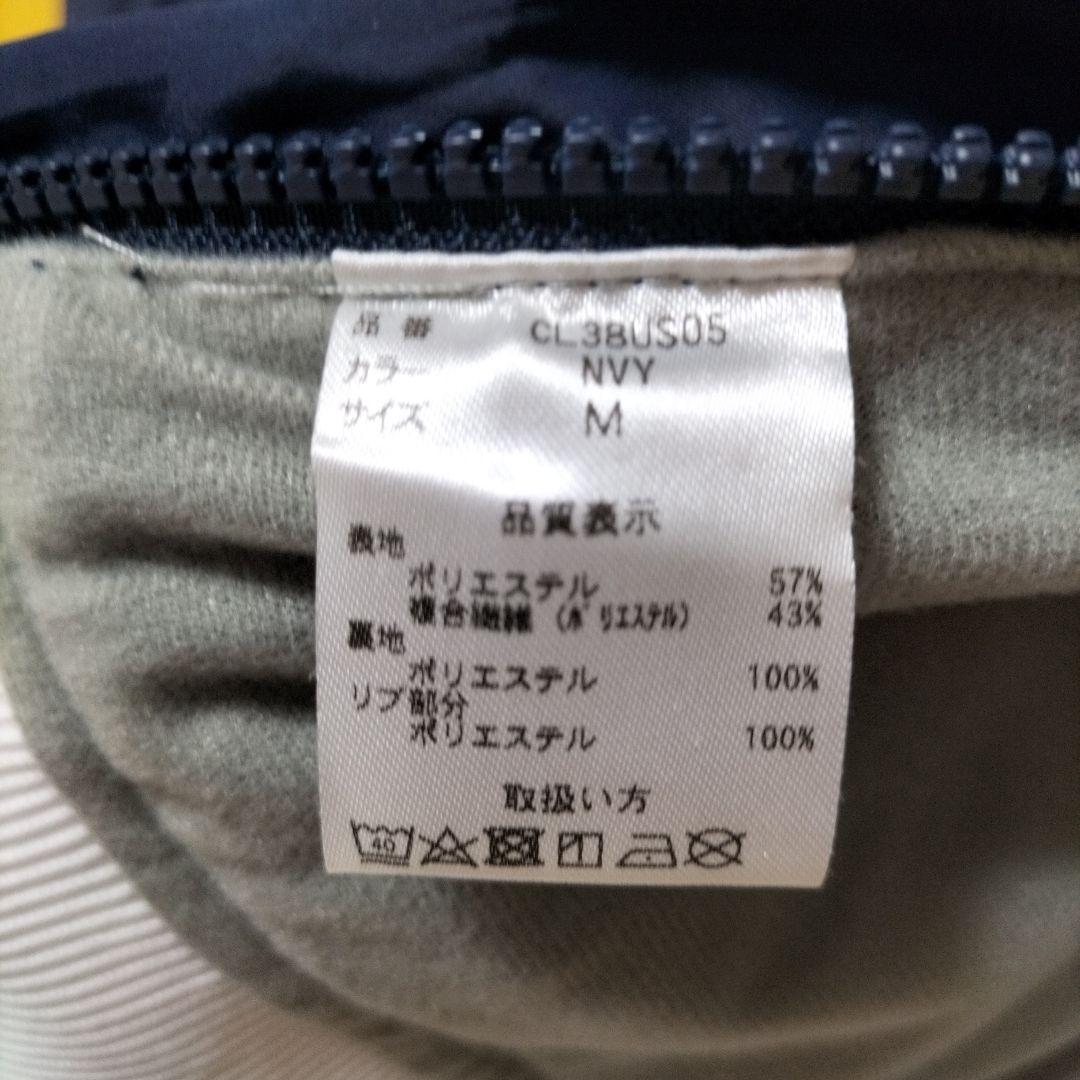 品番 CL3BUS05
カラー NVY
サイズ M
品質表示
表地
ポリエステル 57%
複合繊維 (ポリエステル) 43%
裏地
ポリエステル 100%
リブ部分
ポリエステル 100%
取扱い方
40